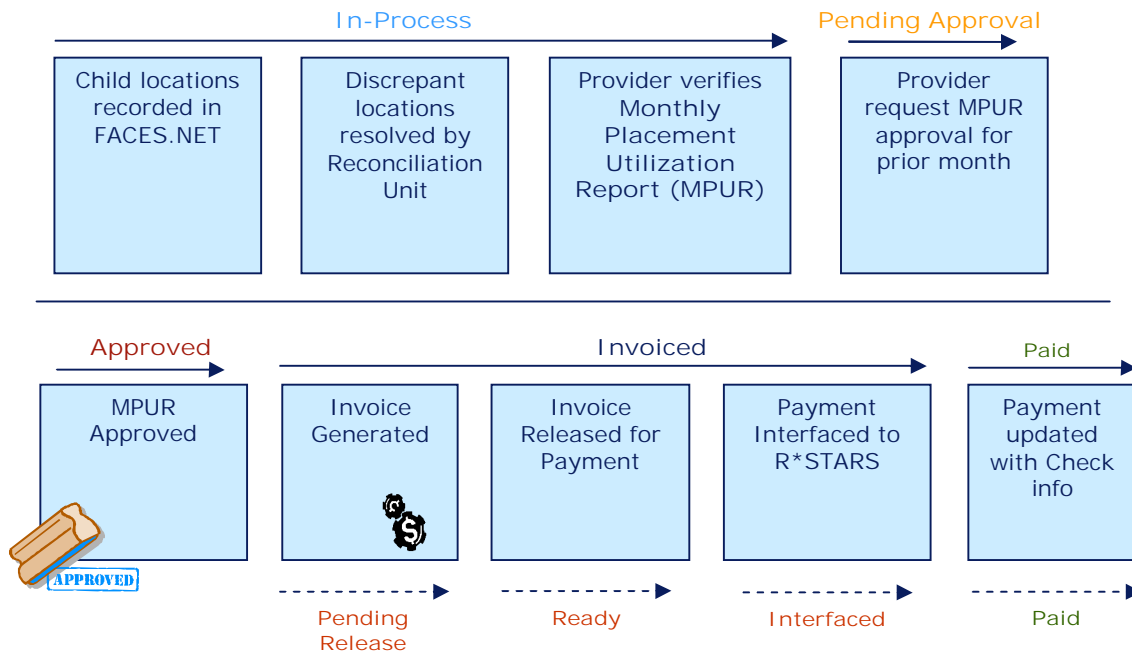 In-Process
Pending Approval
Child locations
recorded in
FACES.NET
Discrepant
locations
resolved by
Reconciliation
Unit
Provider verifies
Monthly
Placement
Utilization
Report (MPUR)
Provider
request MPUR
approval for
prior month
Approved
Invoiced
Paid
MPUR
Approved
APPROVED
Invoice
Generated
$
Invoice
Released for
Payment
Payment
Interfaced to
R*STARS
Payment
updated
with Check
info
Pending
Release
Ready
Interfaced
Paid